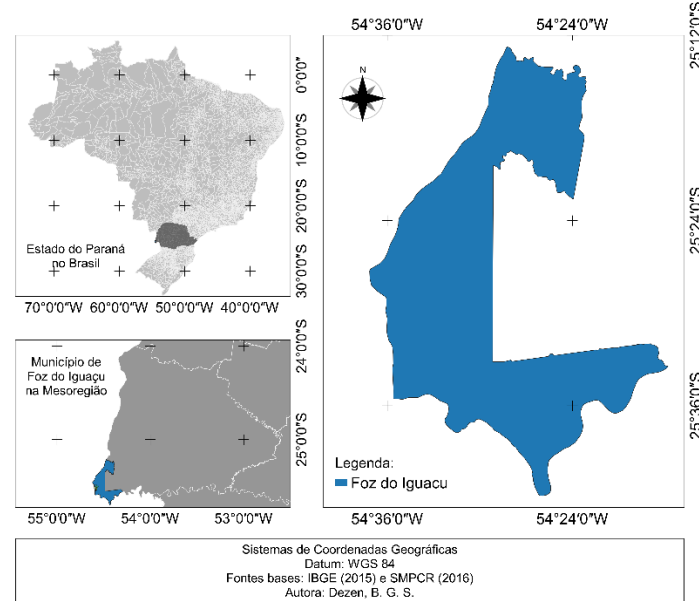 0°0'0"
10°0'0"S
20°0'0"S
30°0'0"S
Estado do Paraná
no Brasil
70°0'0"W 60°0'0"W 50°0'0"W 40°0'0"W
Município de
Foz do Iguaçu
na Mesoregião
24°0'0"S
25°0'0"S
55°0'0"W 54°0'0"W 53°0'0"W
54°36'0"W 54°24'0"W
N
25°12'0"S
25°24'0"S
25°36'0"S
Legenda:
Foz do Iguacu
54°36'0"W 54°24'0"W
Sistemas de Coordenadas Geográficas
Datum: WGS 84
Fontes bases: IBGE (2015) e SMPCR (2016)
Autora: Dezen, B. G. S.